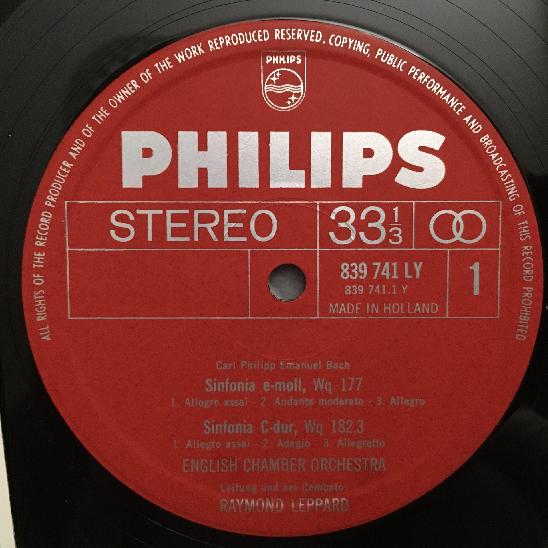 ALL RIGHTS OF THE RECORD PRODUCER AND OF THE OWNER OF THE WORK REPRODUCED RESERVED. COPYING, PUBLIC PERFORMANCE AND BROADCASTING OF THIS RECORD PROHIBITED
PHILIPS
PHILIPS
STEREO 33 1/3
839 741 LY 1
839 741.1 Y
MADE IN HOLLAND
Carl Philipp Emanuel Bach
Sinfonia e-moll, Wq 177
1. Allegro assai - 2. Andante moderato - 3. Allegro
Sinfonia C-dur, Wq 182.3
1. Allegro assai - 2. Adagio - 3. Allegretto
ENGLISH CHAMBER ORCHESTRA
Leitung und am Cembalo:
RAYMOND LEPPARD